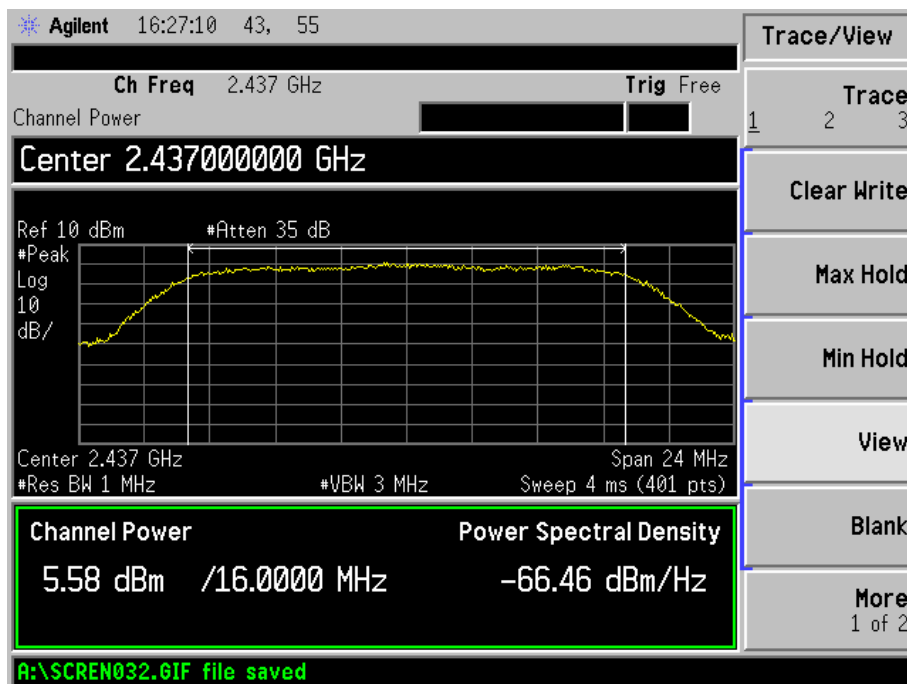 Agilent 16:27:10 43, 55
Trace/View
Ch Freq 2.437 GHz Trig Free
Channel Power
Trace
1 2 3
Center 2.437000000 GHz
Clear Write
Ref 10 dBm #Atten 35 dB
#Peak
Log
10
dB/
Max Hold
Min Hold
View
Center 2.437 GHz Span 24 MHz
#Res BW 1 MHz #VBW 3 MHz Sweep 4 ms (401 pts)
Channel Power Power Spectral Density
5.58 dBm /16.0000 MHz -66.46 dBm/Hz
Blank
More
1 of 2
A:\SCREN032.GIF file saved